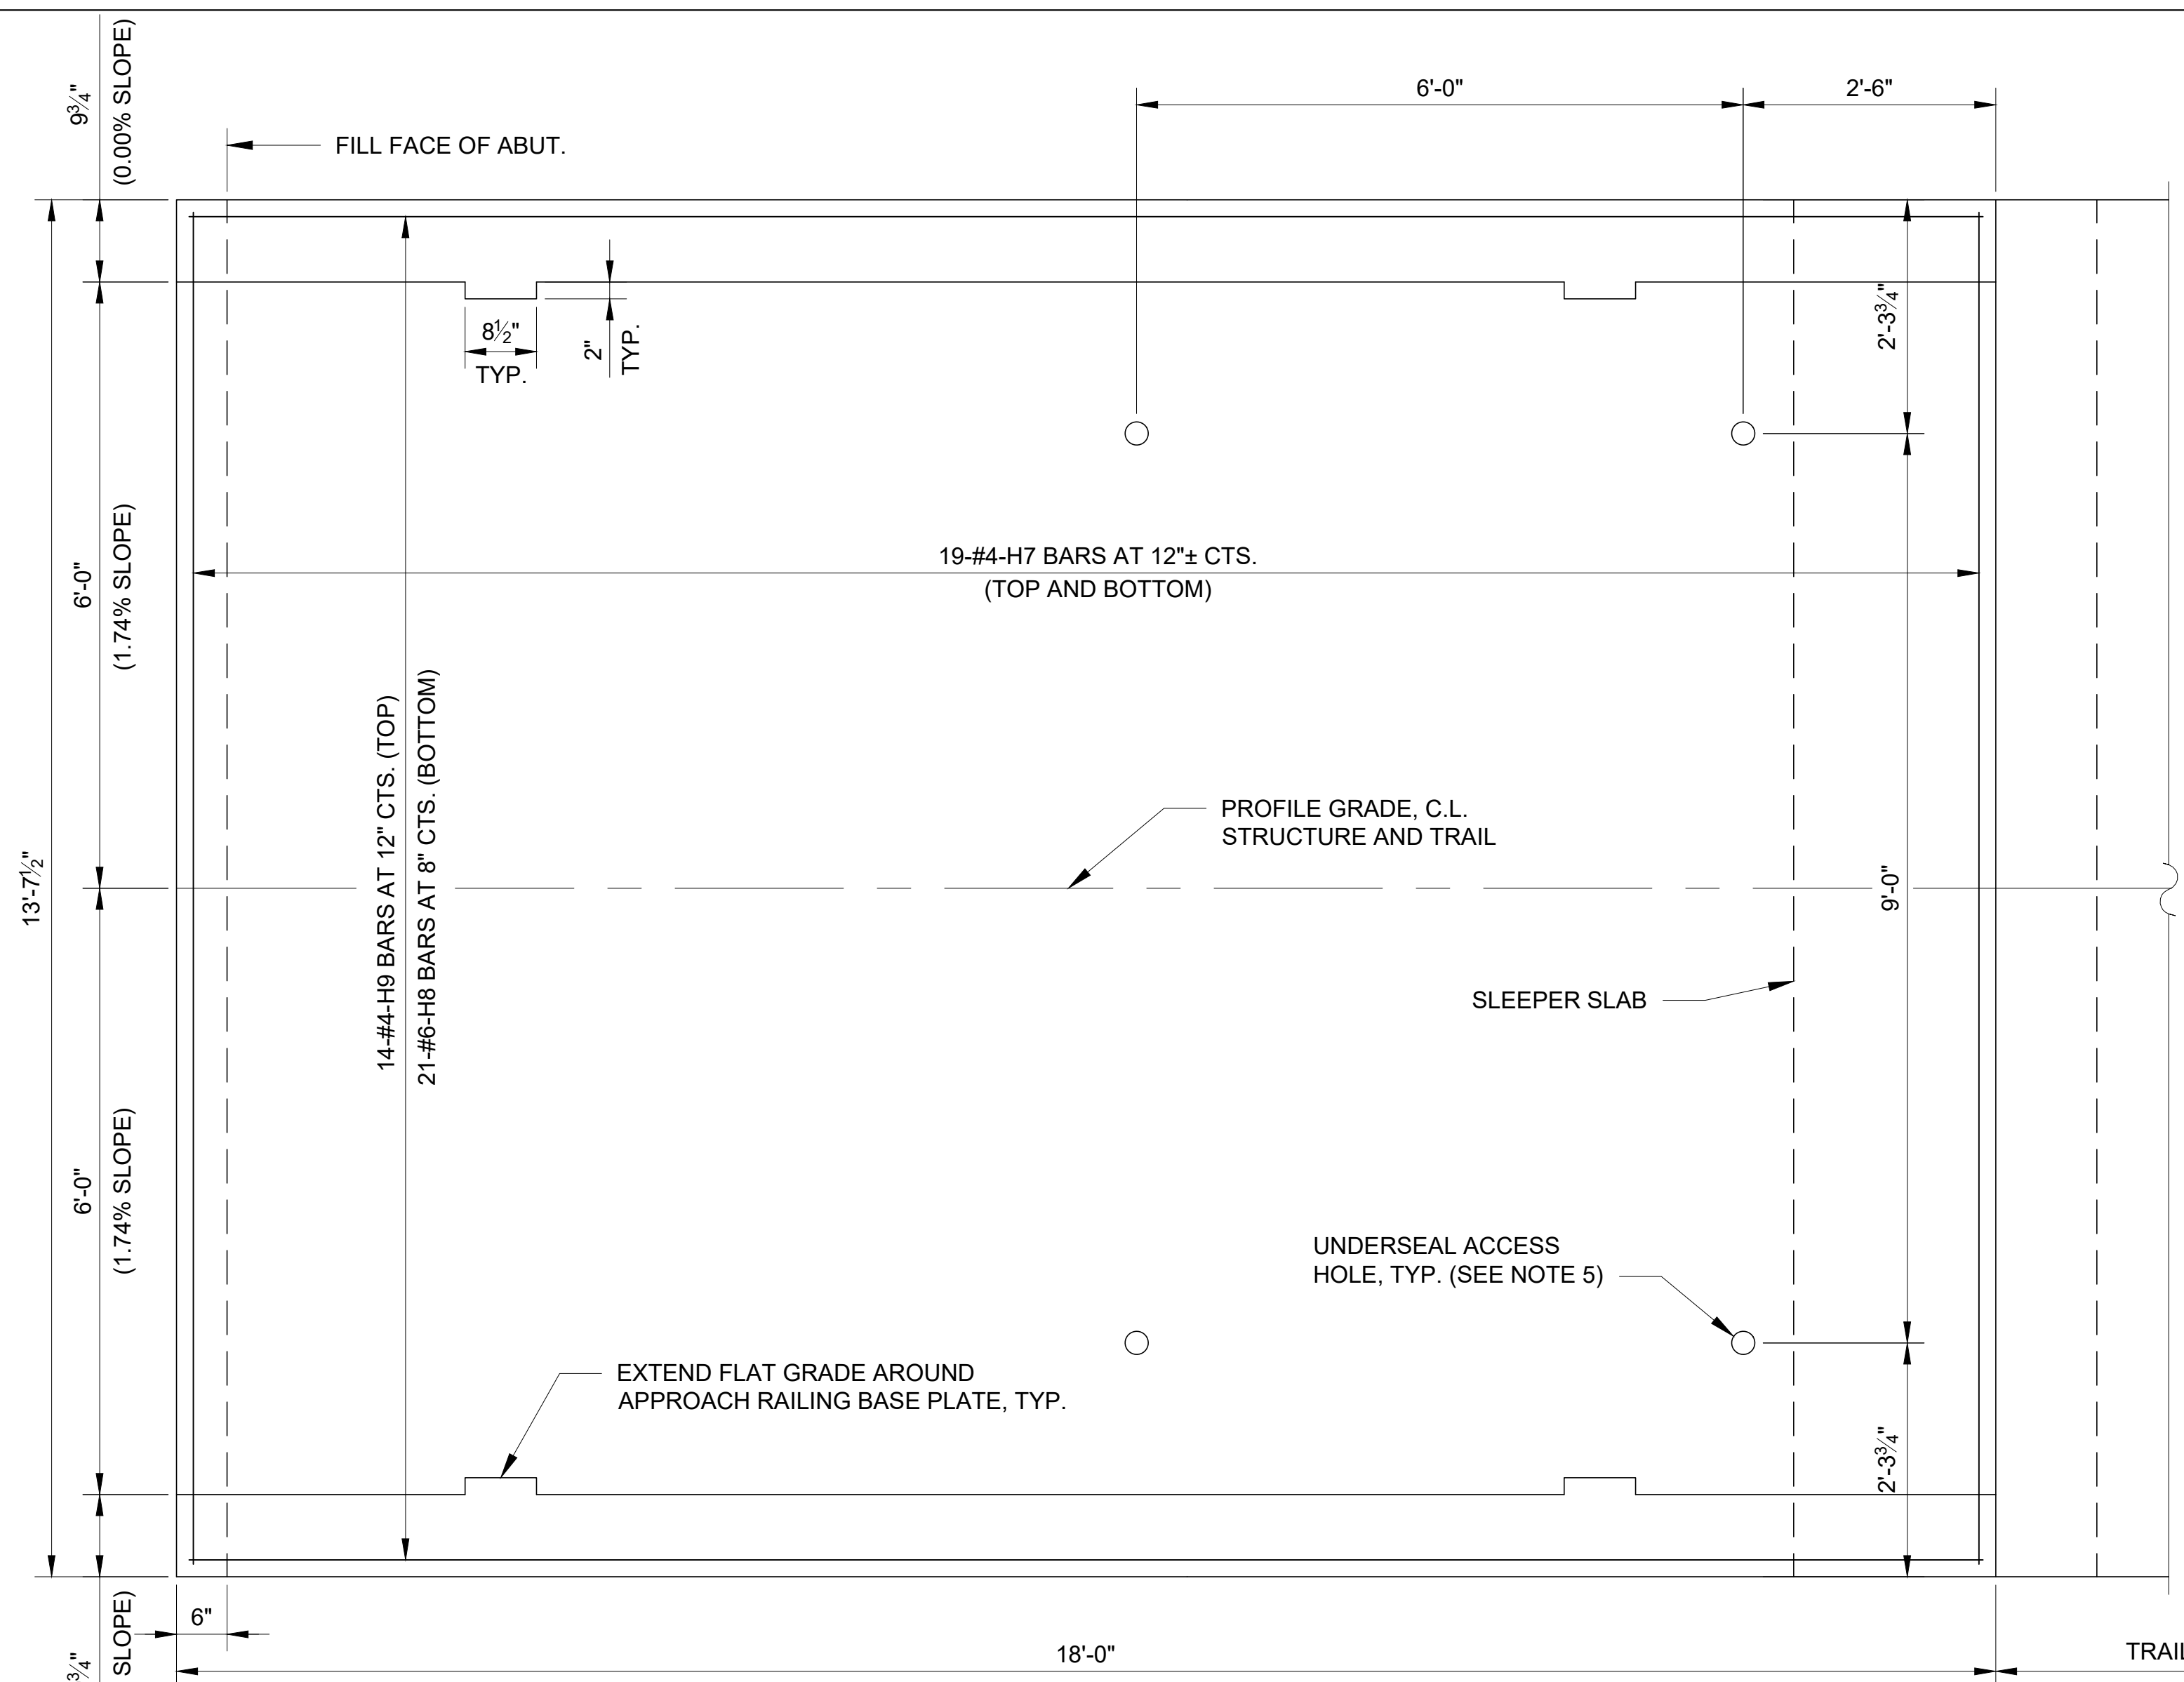 9¾"
(0.00% SLOPE)
6'-0"
2'-6"
FILL FACE OF ABUT.
8½"
TYP.
2"
TYP.
2'-3¾"
6'-0"
(1.74% SLOPE)
19-#4-H7 BARS AT 12"± CTS.
(TOP AND BOTTOM)
14-#4-H9 BARS AT 12" CTS. (TOP)
21-#6-H8 BARS AT 8" CTS. (BOTTOM)
PROFILE GRADE, C.L.
STRUCTURE AND TRAIL
13'-7½"
9'-0"
SLEEPER SLAB
6'-0"
(1.74% SLOPE)
UNDERSEAL ACCESS
HOLE, TYP. (SEE NOTE 5)
EXTEND FLAT GRADE AROUND
APPROACH RAILING BASE PLATE, TYP.
2'-3¾"
6"
¾"
SLOPE)
18'-0"
TRAIL